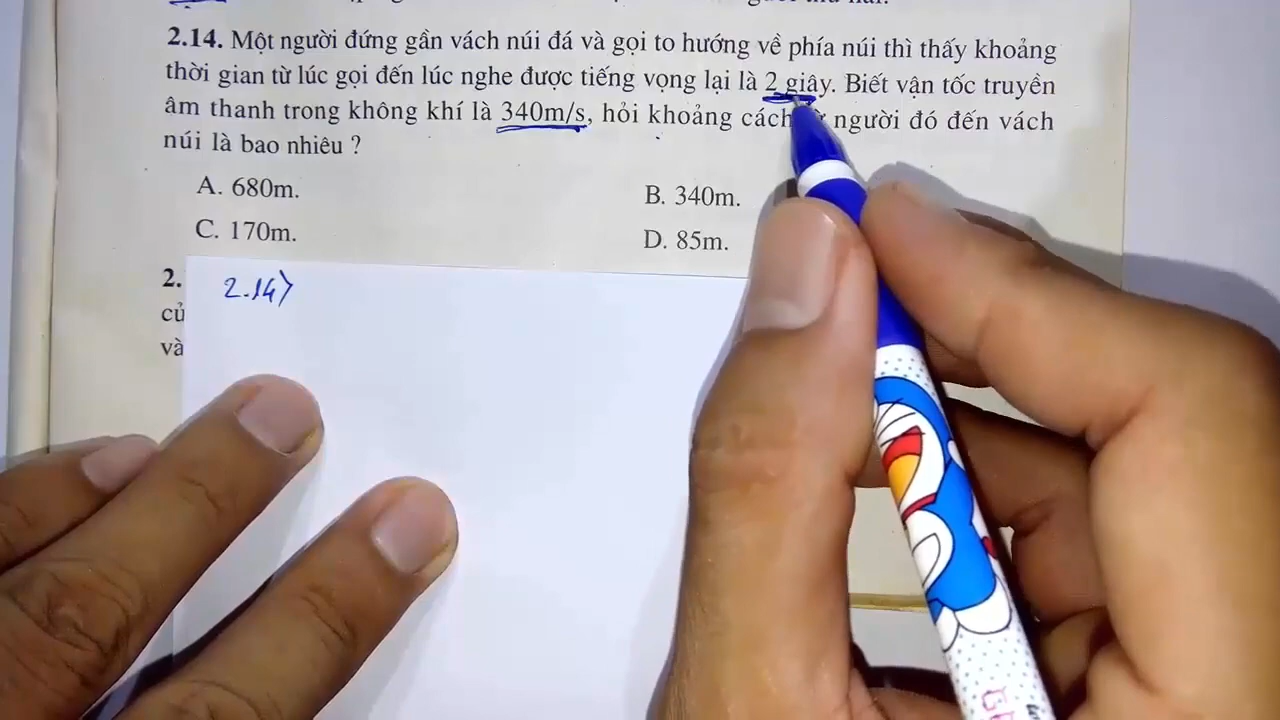 2.14. Một người đứng gần vách núi đá và gọi to hướng về phía núi thì thấy khoảng
thời gian từ lúc gọi đến lúc nghe được tiếng vọng lại là 2 giây. Biết vận tốc truyền
âm thanh trong không khí là 340m/s, hỏi khoảng cách người đó đến vách
núi là bao nhiêu ?
A. 680m.
B. 340m.
C. 170m.
D. 85m.
2.
củ
và
2.14)